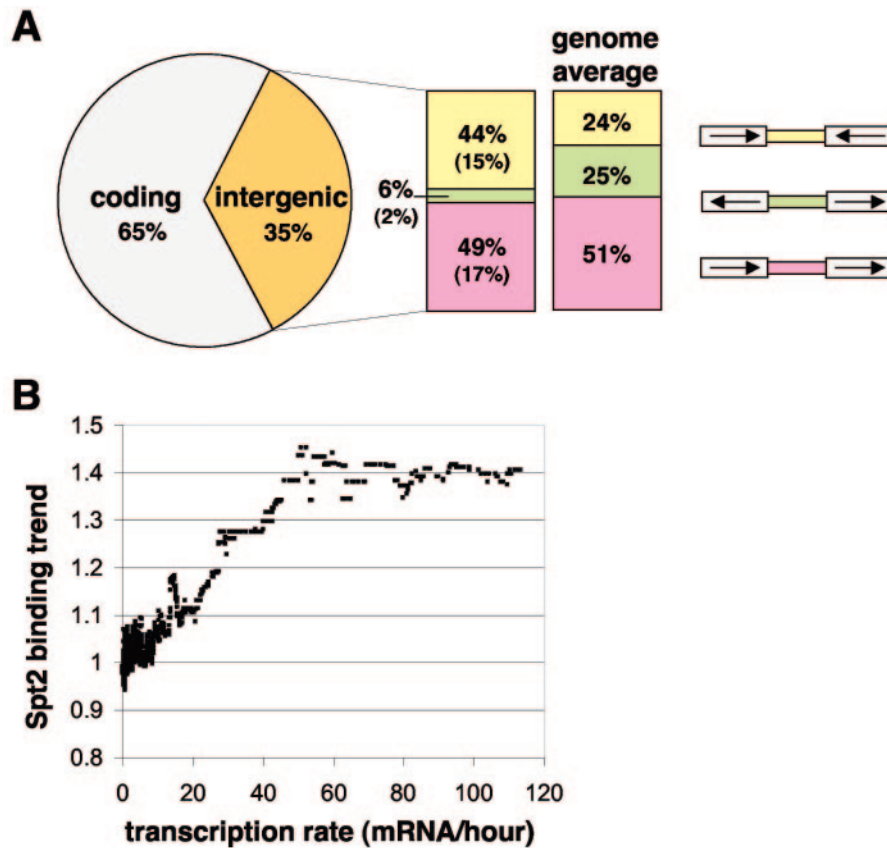 A
genome
average
coding
65%
intergenic
35%
44%
(15%)
6%
(2%)
49%
(17%)
24%
25%
51%
B
Spt2 binding trend
1.5
1.4
1.3
1.2
1.1
1
0.9
0.8
0 20 40 60 80 100 120
transcription rate (mRNA/hour)